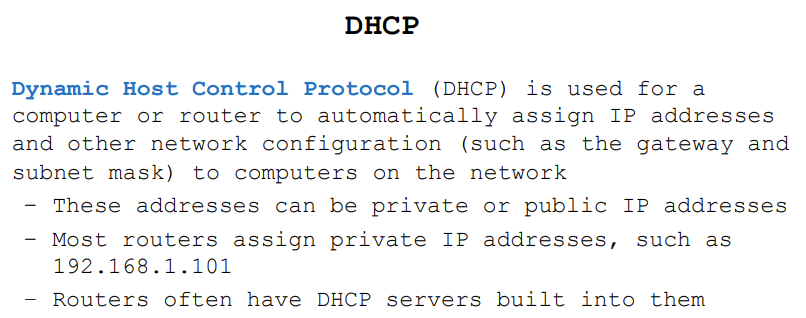 DHCP
Dynamic Host Control Protocol (DHCP) is used for a
computer or router to automatically assign IP addresses
and other network configuration (such as the gateway and
subnet mask) to computers on the network
– These addresses can be private or public IP addresses
– Most routers assign private IP addresses, such as
192.168.1.101
– Routers often have DHCP servers built into them